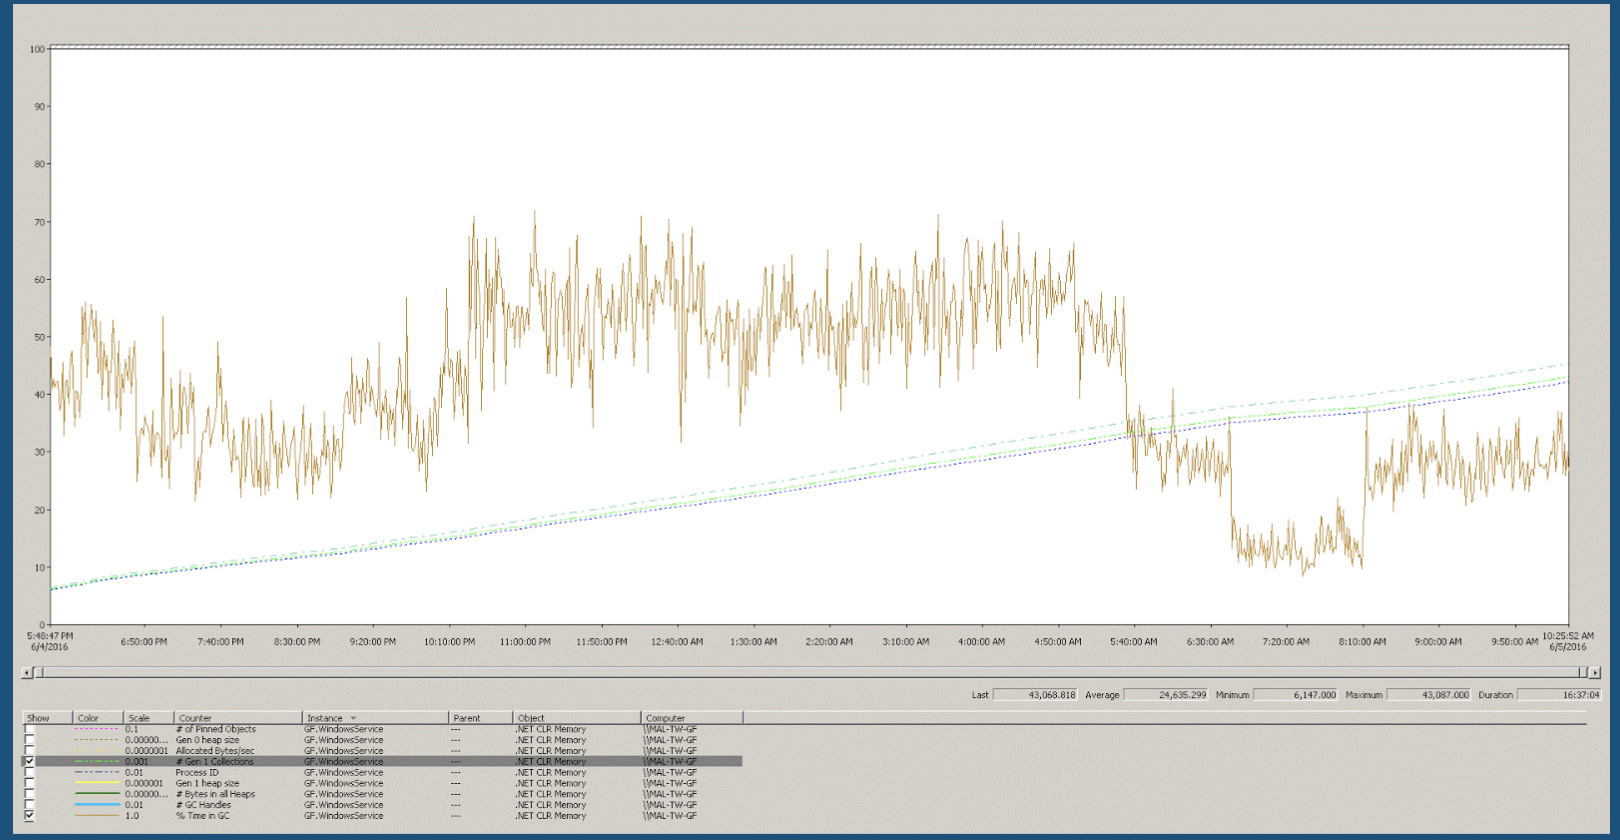 100
90
80
70
60
50
40
30
20
10
0
5:48:47 PM 6:50:00 PM 7:40:00 PM 8:30:00 PM 9:20:00 PM 10:10:00 PM 11:00:00 PM 11:50:00 PM 12:40:00 AM 1:30:00 AM 2:20:00 AM 3:10:00 AM 4:00:00 AM 4:50:00 AM 5:40:00 AM 6:30:00 AM 7:20:00 AM 8:10:00 AM 9:00:00 AM 9:50:00 AM 10:25:52 AM
6/4/2016 6/5/2016
Last 43,068.818 Average 24,635.299 Minimum 6,147.000 Maximum 43,087.000 Duration 16:37:04
Show Color Scale Counter Instance Parent Object Computer
0.1 # of Pinned Objects GF.WindowsService --- .NET CLR Memory \\MAL-TW-GF
0.00000... Gen 0 heap size GF.WindowsService --- .NET CLR Memory \\MAL-TW-GF
0.0000001 Allocated Bytes/sec GF.WindowsService --- .NET CLR Memory \\MAL-TW-GF
0.001 # Gen 1 Collections GF.WindowsService --- .NET CLR Memory \\MAL-TW-GF
0.01 Process ID GF.WindowsService --- .NET CLR Memory \\MAL-TW-GF
0.000001 Gen 1 heap size GF.WindowsService --- .NET CLR Memory \\MAL-TW-GF
0.00000... # Bytes in all Heaps GF.WindowsService --- .NET CLR Memory \\MAL-TW-GF
0.01 # GC Handles GF.WindowsService --- .NET CLR Memory \\MAL-TW-GF
1.0 % Time in GC GF.WindowsService --- .NET CLR Memory \\MAL-TW-GF